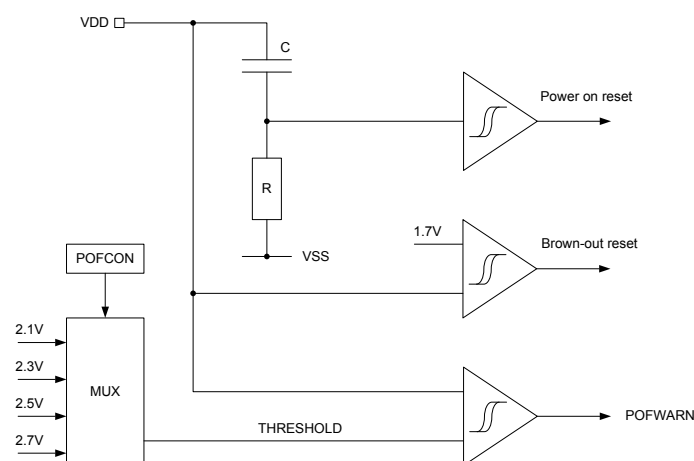 VDD
C
Power on reset
R
1.7V
Brown-out reset
VSS
POFCON
2.1V
2.3V
MUX
2.5V
THRESHOLD
POFWARN
2.7V